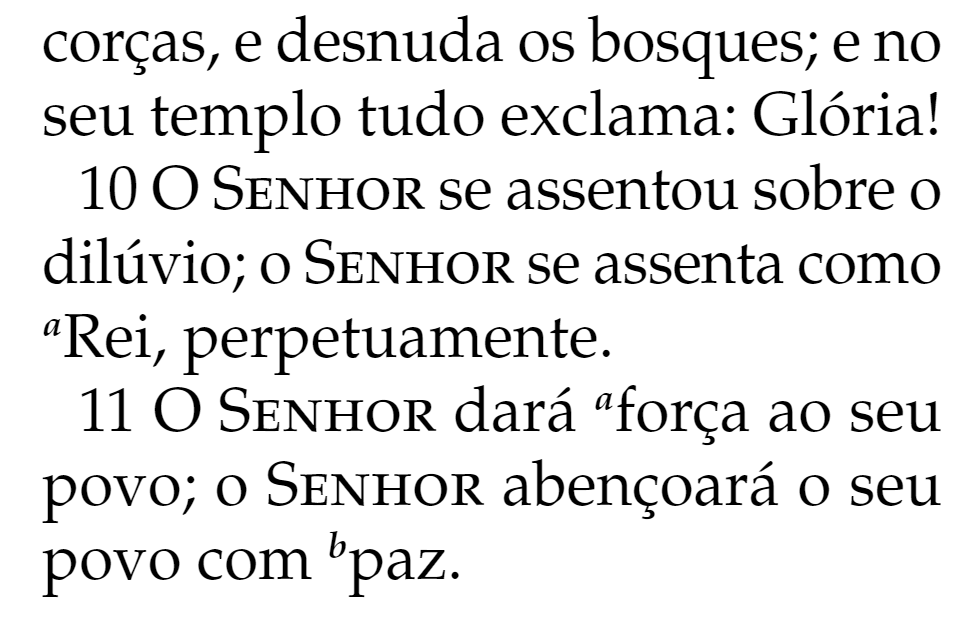 corças, e desnuda os bosques; e no
seu templo tudo exclama: Glória!
10 O SENHOR se assentou sobre o
dilúvio; o SENHOR se assenta como
aRei, perpetuamente.
11 O SENHOR dará aforça ao seu
povo; o SENHOR abençoará o seu
povo com bpaz.